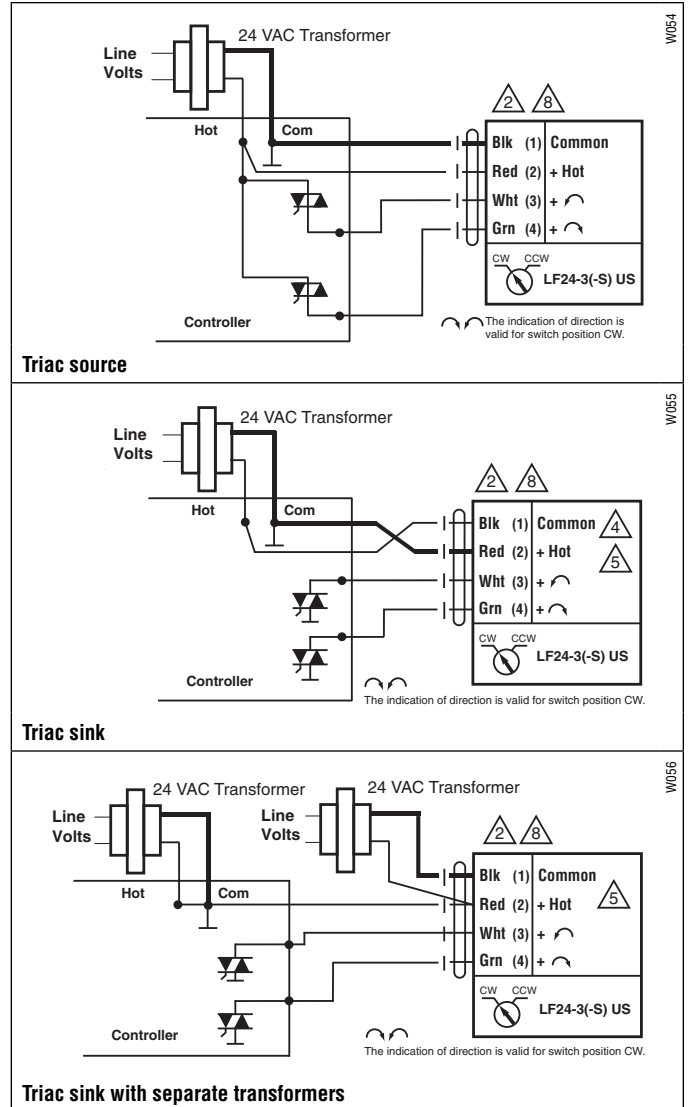 W054
24 VAC Transformer
Line
Volts
Hot
Com
2 8
Blk (1) Common
Red (2) + Hot
Wht (3) +
Grn (4) +
CW CCW
LF24-3(-S) US
Controller
The indication of direction is
valid for switch position CW.
Triac source
W055
24 VAC Transformer
Line
Volts
Hot
Com
2 8
Blk (1) Common 4
Red (2) + Hot 5
Wht (3) +
Grn (4) +
CW CCW
LF24-3(-S) US
Controller
The indication of direction is valid for switch position CW.
Triac sink
W056
24 VAC Transformer
24 VAC Transformer
Line
Volts
Line
Volts
Hot
Com
2 8
Blk (1) Common
Red (2) + Hot 5
Wht (3) +
Grn (4) +
CW CCW
LF24-3(-S) US
Controller
The indication of direction is valid for switch position CW.
Triac sink with separate transformers